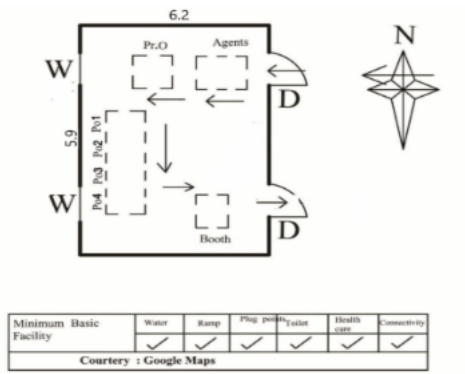 6.2
N
Pr.O
Agents
W
D
5.9
Po1
Po2
Po3
Po4
W
D
Booth
Minimum Basic Facility
Water
Ramp
Plug points
Toilet
Health care
Connectivity
Courtery : Google Maps